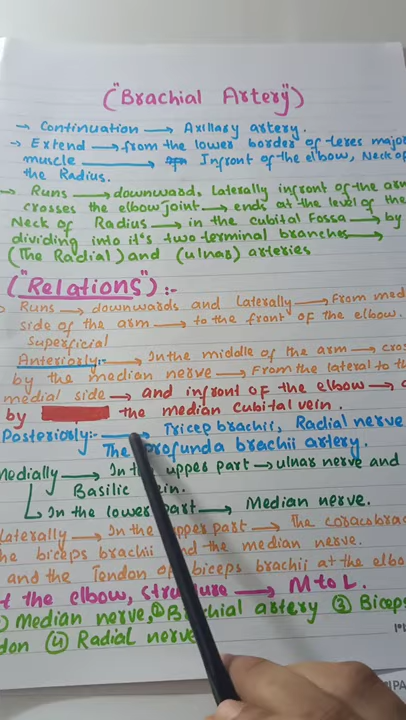 ("Brachial Artery")
→ Continuation → Axillary artery.
→ Extend → from the lower border of teres major
muscle → Infront of the elbow, Neck of
the Radius.
→ Runs → downward, Laterally infront of the arm
crosses the elbow joint → ends at the level of the
Neck of Radius → in the cubital Fossa → by
dividing into it's two terminal branches →
(The Radial) and (ulnar) arteries
("Relations") :-
Runs → downwards and Laterally → From med
side of the arm → to the front of the elbow.
Superficial
Anteriorly:- → In the middle of the arm → cro
by the median nerve → From the lateral to t
medial side → and infront of the elbow → c
by the median cubital vein.
Posteriorly:- → Tricep brachii, Radial nerve
The profunda brachii artery.
Medially → In the upper part → ulnar nerve and
Basilic vein.
↳ In the lower part → Median nerve.
laterally → In the upper part → The coracobrac
he biceps brachii and the median nerve.
and the Tendon of biceps brachii at the elbo
t the elbow, structure → M to L.
) Median nerve, ② Brachial artery ③ Biceps
don ④ Radial nerve